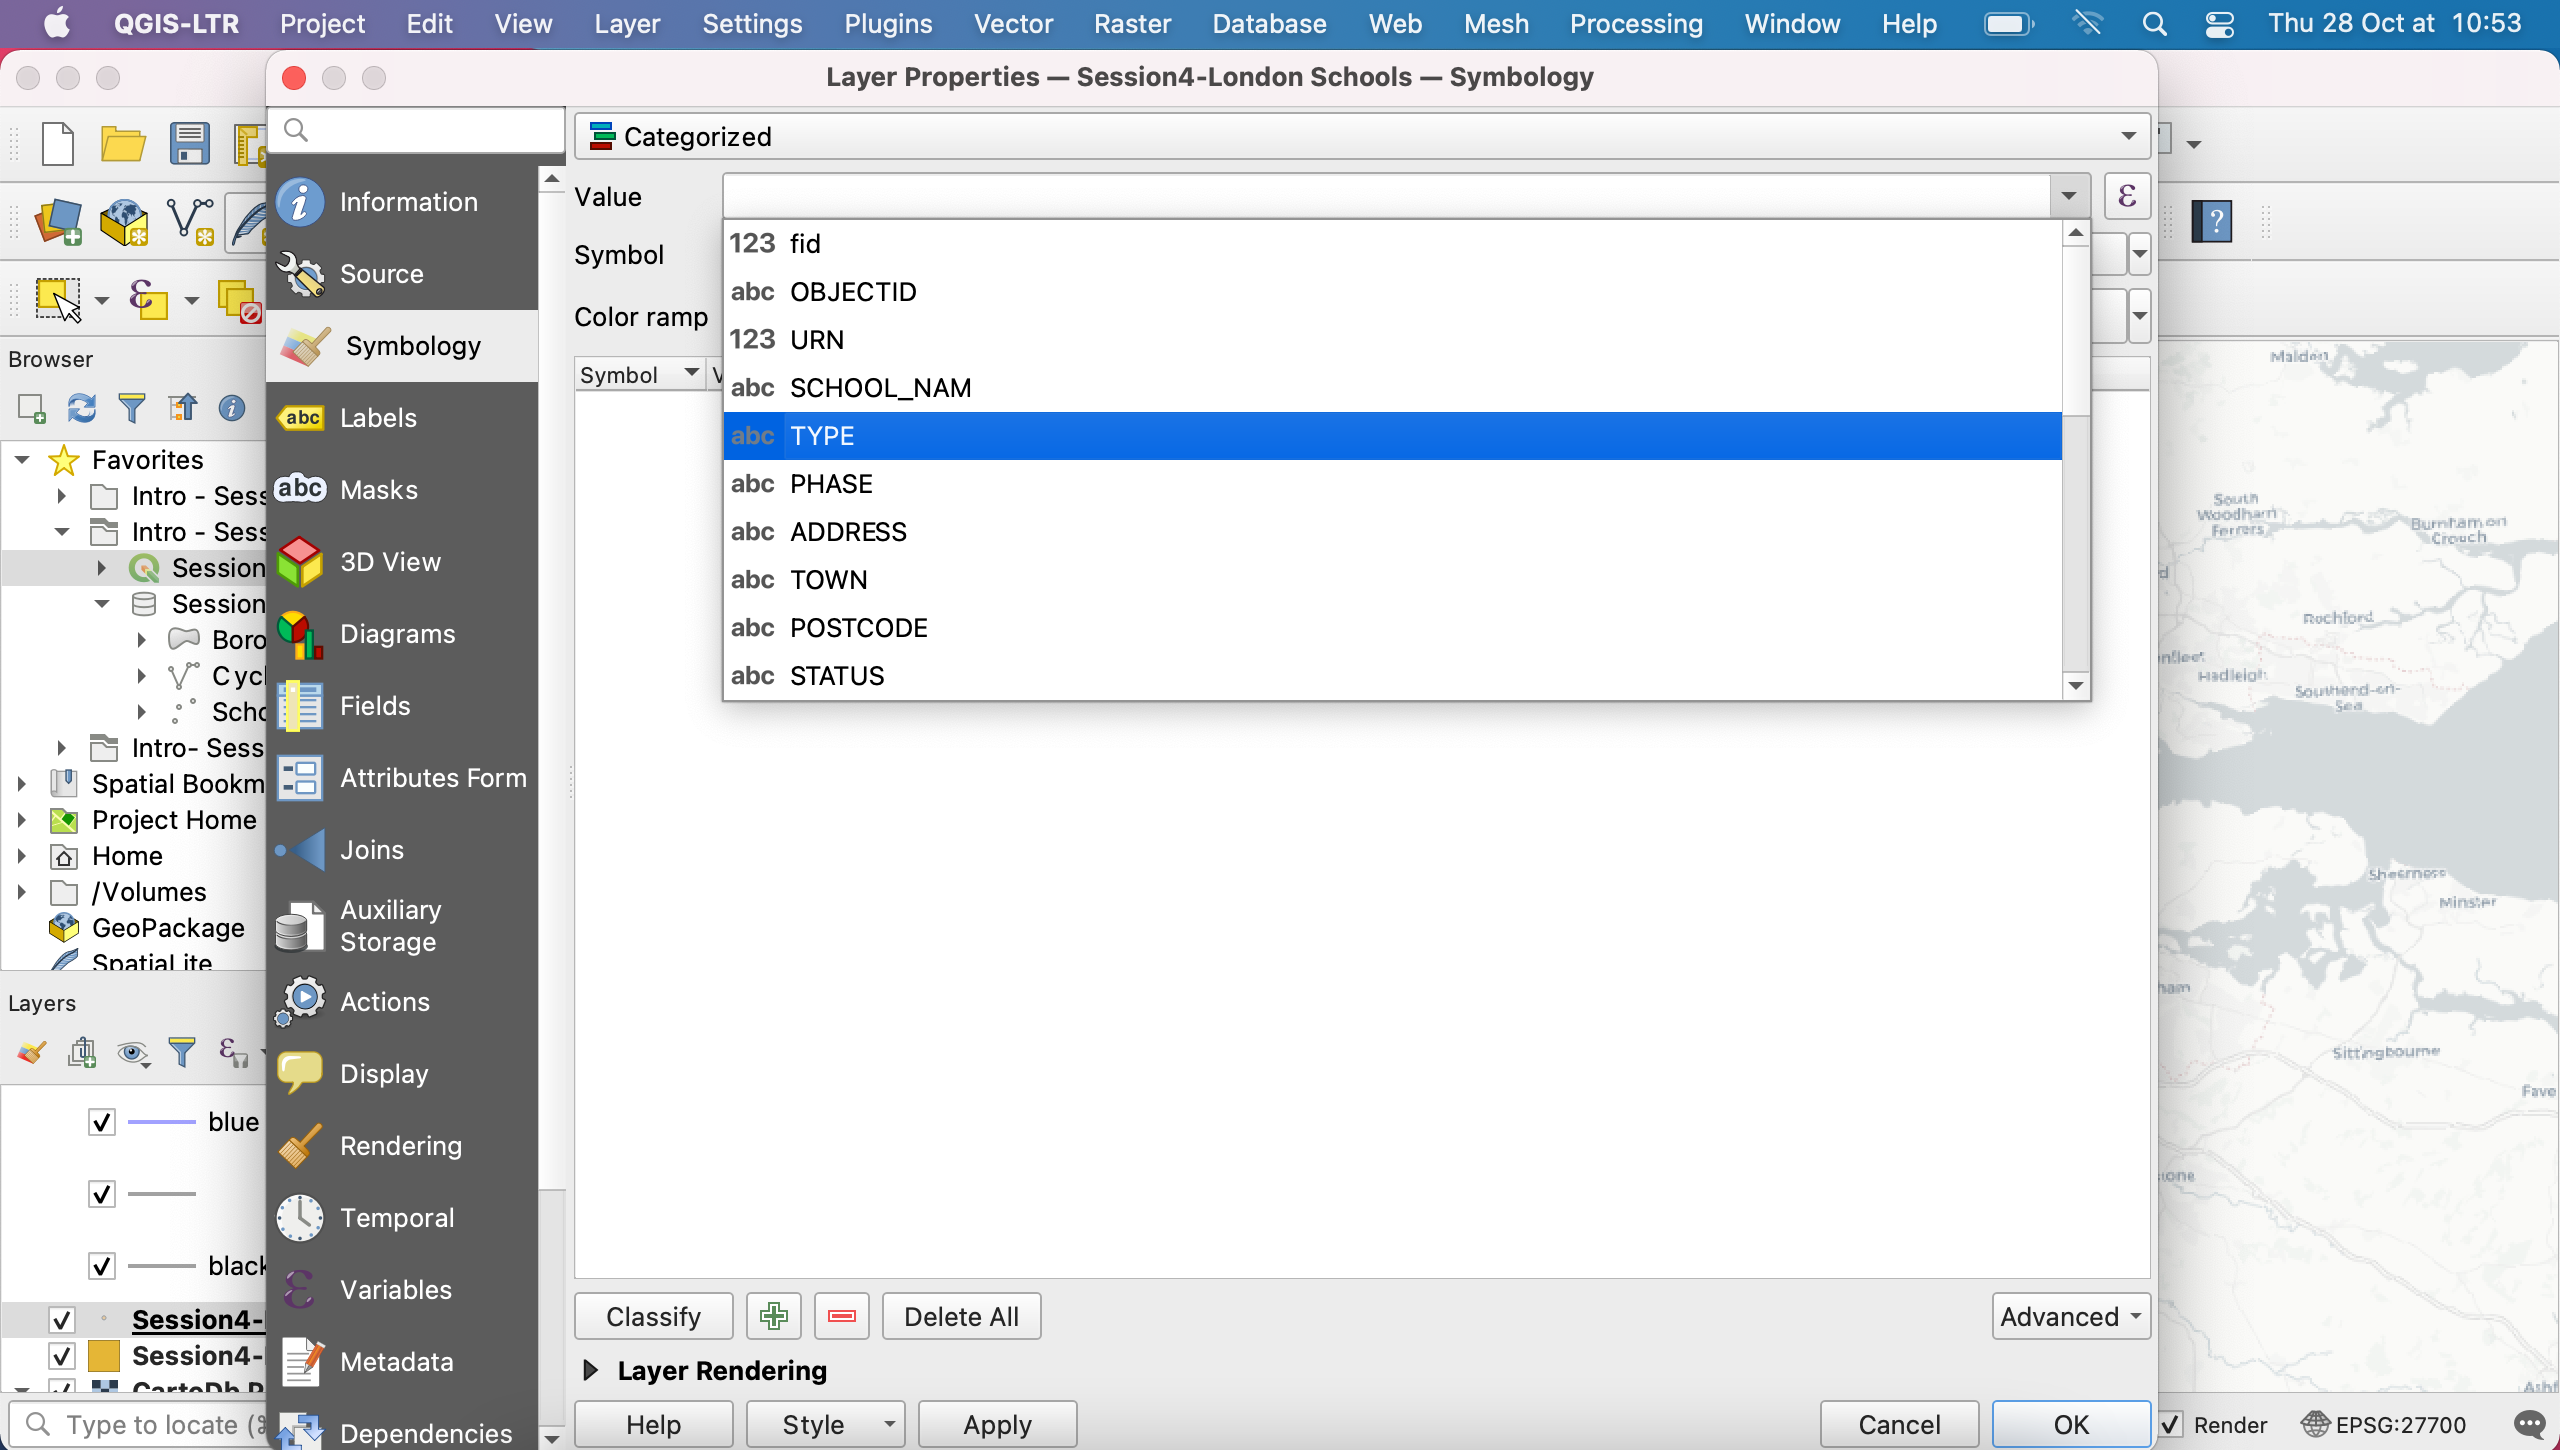 QGIS-LTR Project Edit View Layer Settings Plugins Vector Raster Database Web Mesh Processing Window Help Thu 28 Oct at 10:53
Layer Properties — Session4-London Schools — Symbology
Categorized
Information
Source
Symbology
abc Labels
abc Masks
3D View
Diagrams
Fields
Attributes Form
Joins
Auxiliary
Storage
Actions
Display
Rendering
Temporal
Variables
Metadata
Dependencies
Value
Symbol
Color ramp
Symbol
123 fid
abc OBJECTID
123 URN
abc SCHOOL_NAM
abc TYPE
abc PHASE
abc ADDRESS
abc TOWN
abc POSTCODE
abc STATUS
Classify
Delete All
Advanced
Layer Rendering
Help
Style
Apply
Cancel
OK
Browser
Favorites
Intro - Sess
Intro - Sess
Session
Session
Boro
Cycl
Scho
Intro- Sess
Spatial Bookm
Project Home
Home
/Volumes
GeoPackage
SpatiaLite
Layers
blue
black
Session4-
Session4-
CartoDb P
Type to locate (⌘
Render
EPSG:27700
Maldon
South
Woodham
Ferrers
Burnham on
Crouch
Rochford
Hadleigh
Southend-on-
Sea
Sheerness
Minster
ham
Sittingbourne
Fave
tone
Ashf